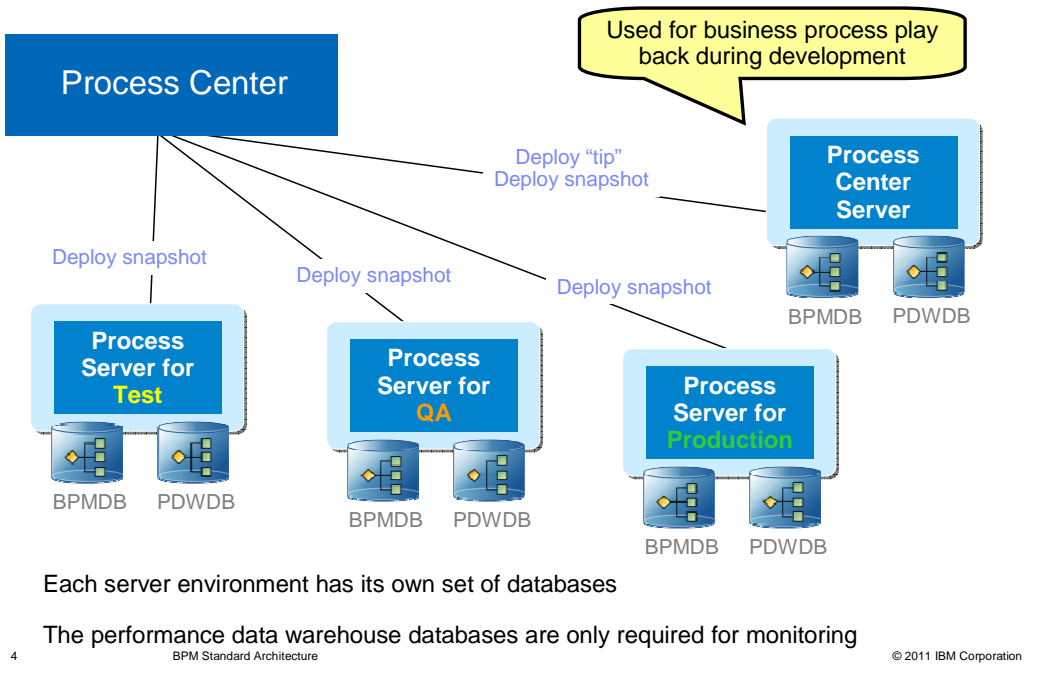 Used for business process play
back during development
Process Center
Deploy “tip”
Deploy snapshot
Process
Center
Server
BPMDB
PDWDB
Deploy snapshot
Deploy snapshot
Deploy snapshot
Process
Server for
Test
BPMDB
PDWDB
Process
Server for
QA
BPMDB
PDWDB
Process
Server for
Production
BPMDB
PDWDB
Each server environment has its own set of databases
The performance data warehouse databases are only required for monitoring
4
BPM Standard Architecture
© 2011 IBM Corporation